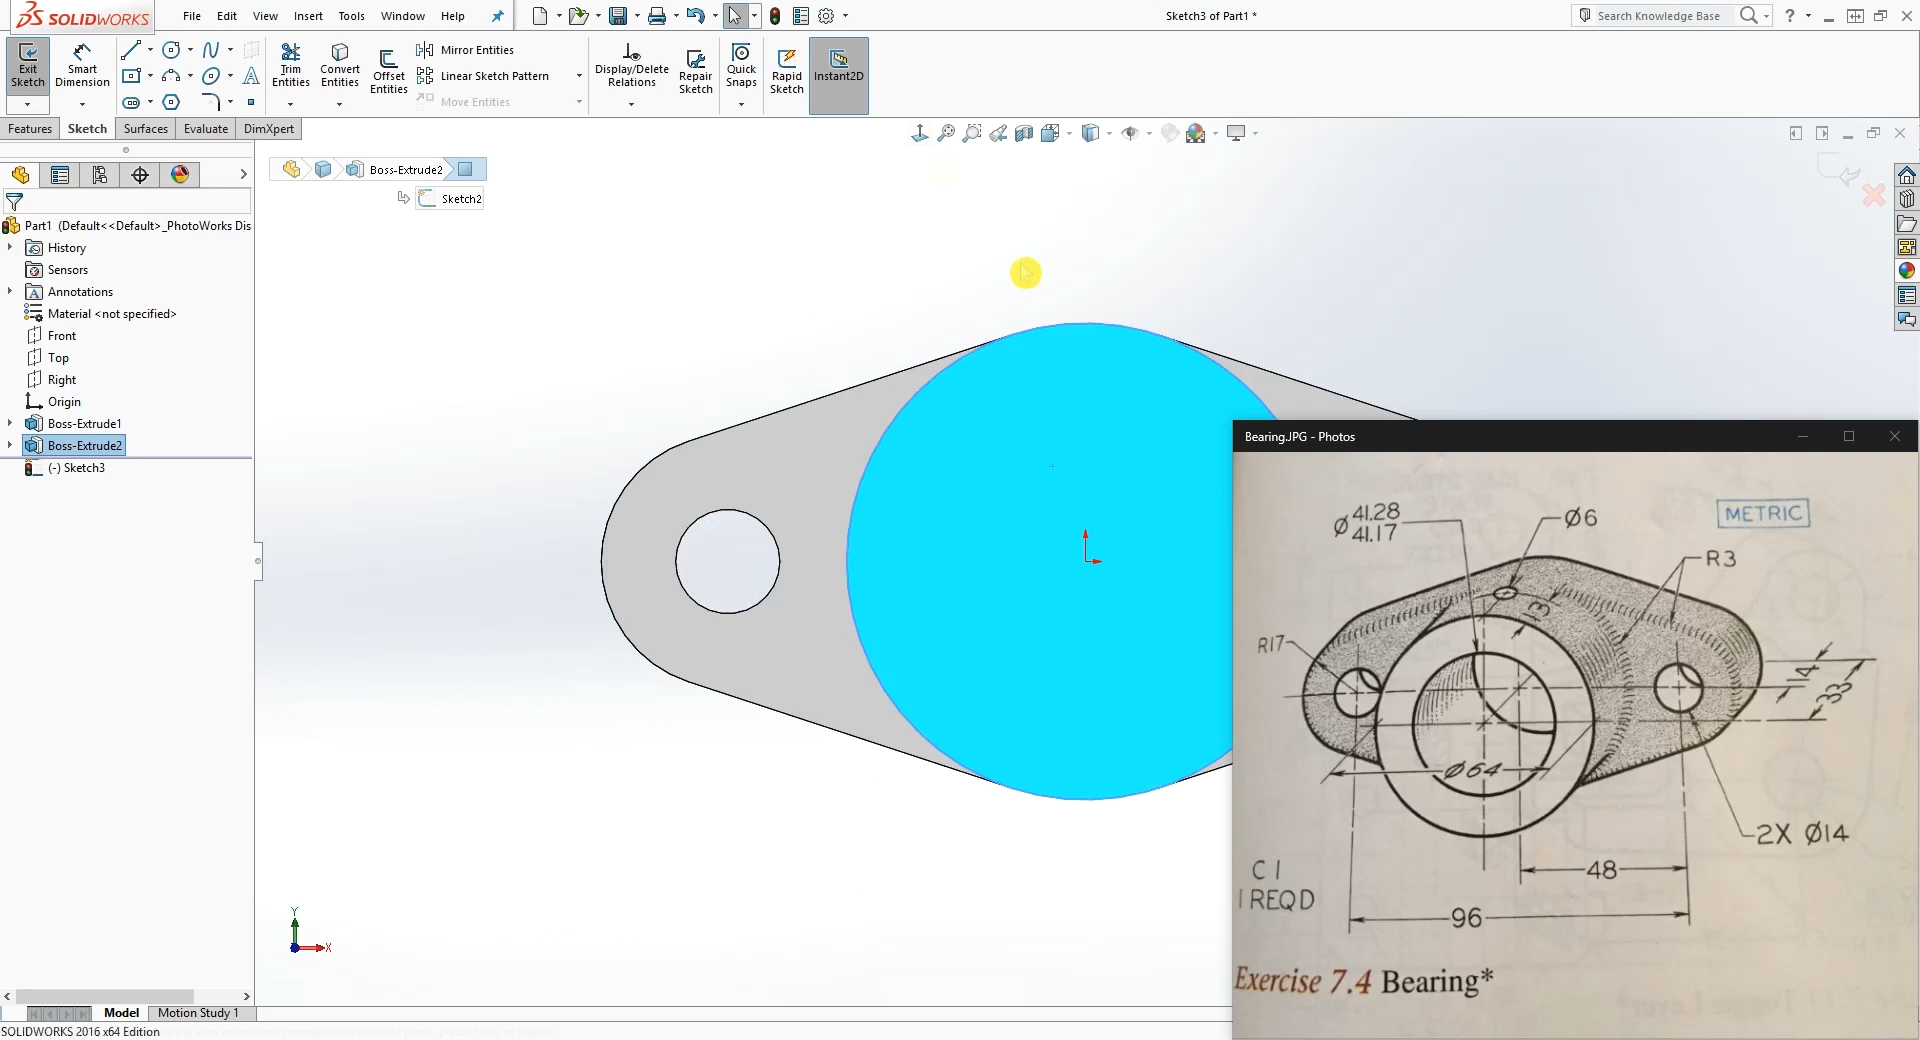 SOLIDWORKS
File Edit View Insert Tools Window Help
Sketch3 of Part1 *
Search Knowledge Base
Exit Sketch
Smart Dimension
Trim Entities
Convert Entities
Offset Entities
Mirror Entities
Linear Sketch Pattern
Move Entities
Display/Delete Relations
Repair Sketch
Quick Snaps
Rapid Sketch
Instant2D
Features Sketch Surfaces Evaluate DimXpert
Boss-Extrude2
Sketch2
Part1 (Default<<Default>_PhotoWorks Dis
History
Sensors
Annotations
Material <not specified>
Front
Top
Right
Origin
Boss-Extrude1
Boss-Extrude2
(-) Sketch3
Y
X
Bearing.JPG - Photos
METRIC
Ø 41.28
41.17
Ø6
R3
13
R17
14
33
Ø64
2X Ø14
48
96
C I
1 REQD
Exercise 7.4 Bearing*
Model Motion Study 1
SOLIDWORKS 2016 x64 Edition